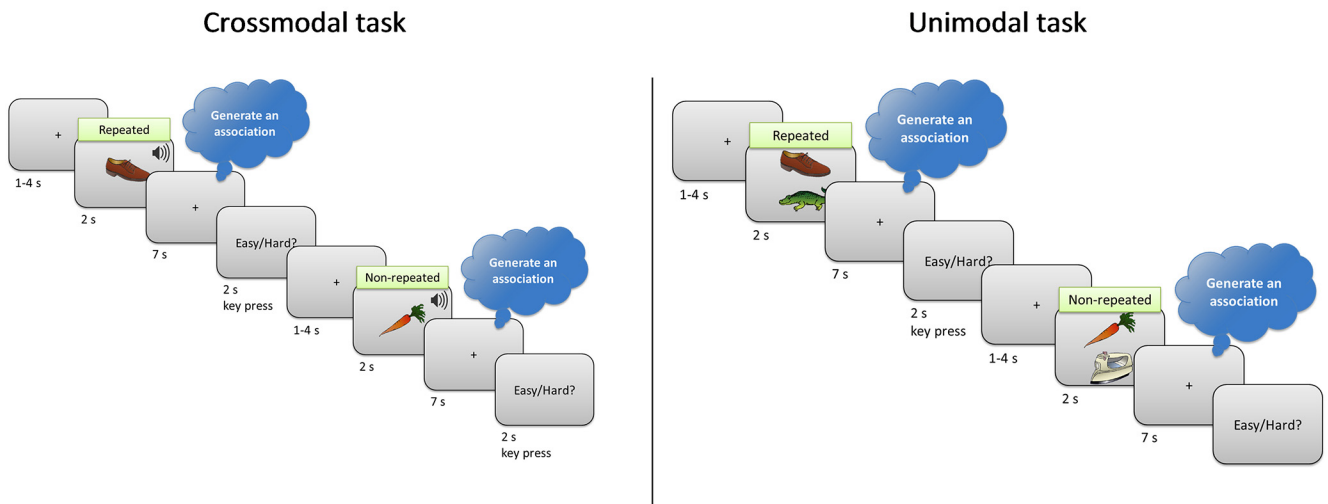 Crossmodal task
+
1-4 s
Repeated
2 s
Generate an
association
+
7 s
Easy/Hard?
2 s
key press
+
1-4 s
Non-repeated
2 s
Generate an
association
+
7 s
Easy/Hard?
2 s
key press
Unimodal task
+
1-4 s
Repeated
2 s
Generate an
association
+
7 s
Easy/Hard?
2 s
key press
+
1-4 s
Non-repeated
2 s
Generate an
association
+
7 s
Easy/Hard?